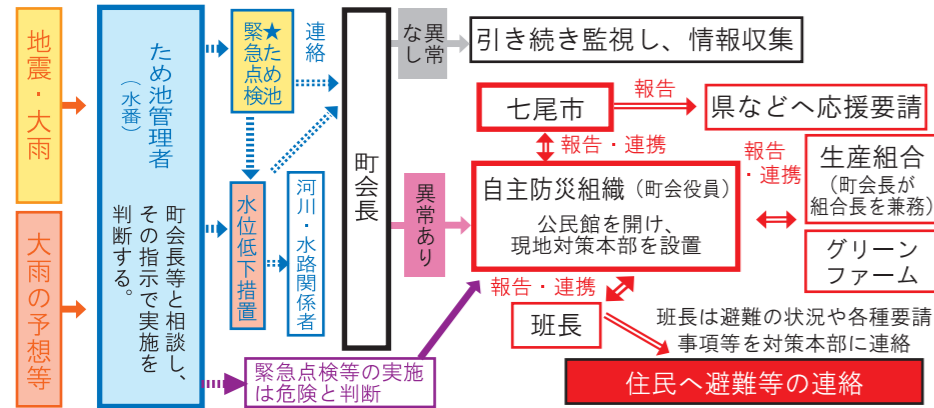 地震・大雨
大雨の予想等
ため池管理者
（水番）
町会長等と相談し、
その指示で実施を
判断する。
★ため池
緊急点検
連絡
水位低下措置
河川・水路関係者
緊急点検等の実施
は危険と判断
町会長
異常
なし
引き続き監視し、情報収集
異常あり
七尾市
報告
県などへ応援要請
報告・連携
自主防災組織（町会役員）
公民館を開け、
現地対策本部を設置
報告
・連携
生産組合
（町会長が
組合長を兼務）
グリーン
ファーム
報告・連携
班長
班長は避難の状況や各種要請
事項等を対策本部に連絡
住民へ避難等の連絡